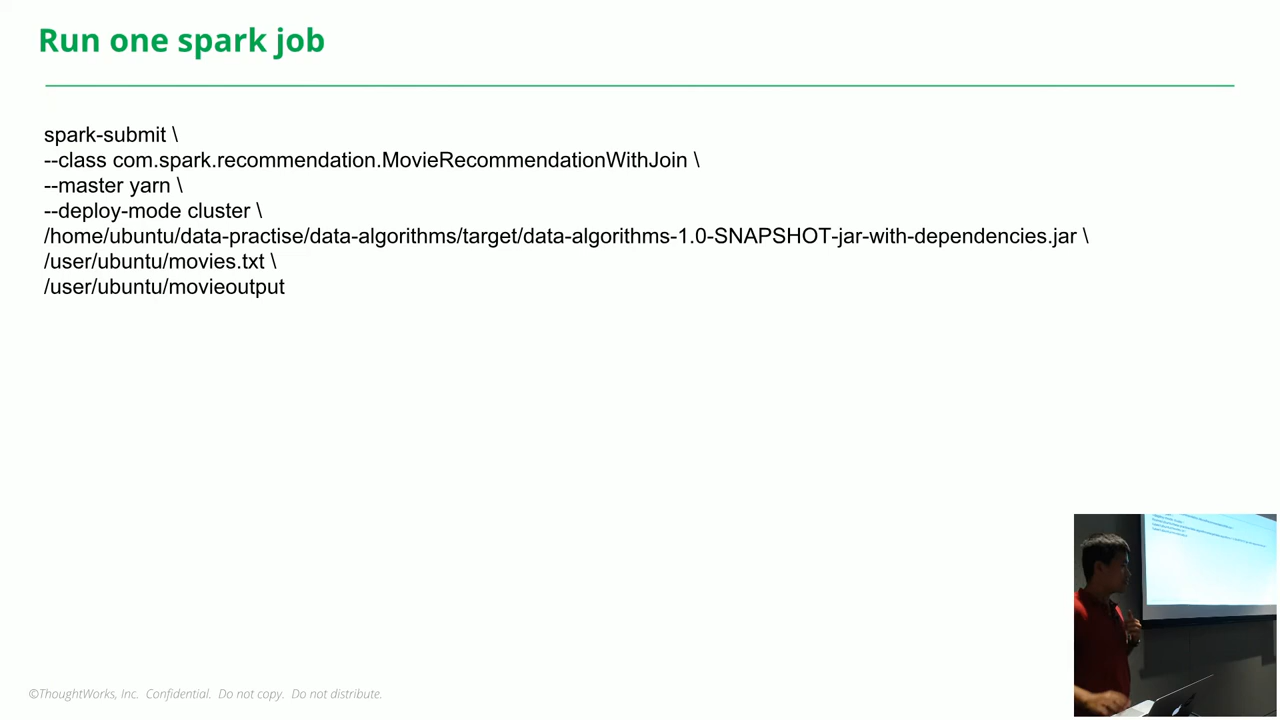 Run one spark job
spark-submit \
--class com.spark.recommendation.MovieRecommendationWithJoin \
--master yarn \
--deploy-mode cluster \
/home/ubuntu/data-practise/data-algorithms/target/data-algorithms-1.0-SNAPSHOT-jar-with-dependencies.jar \
/user/ubuntu/movies.txt \
/user/ubuntu/movieoutput
©ThoughtWorks, Inc. Confidential. Do not copy. Do not distribute.